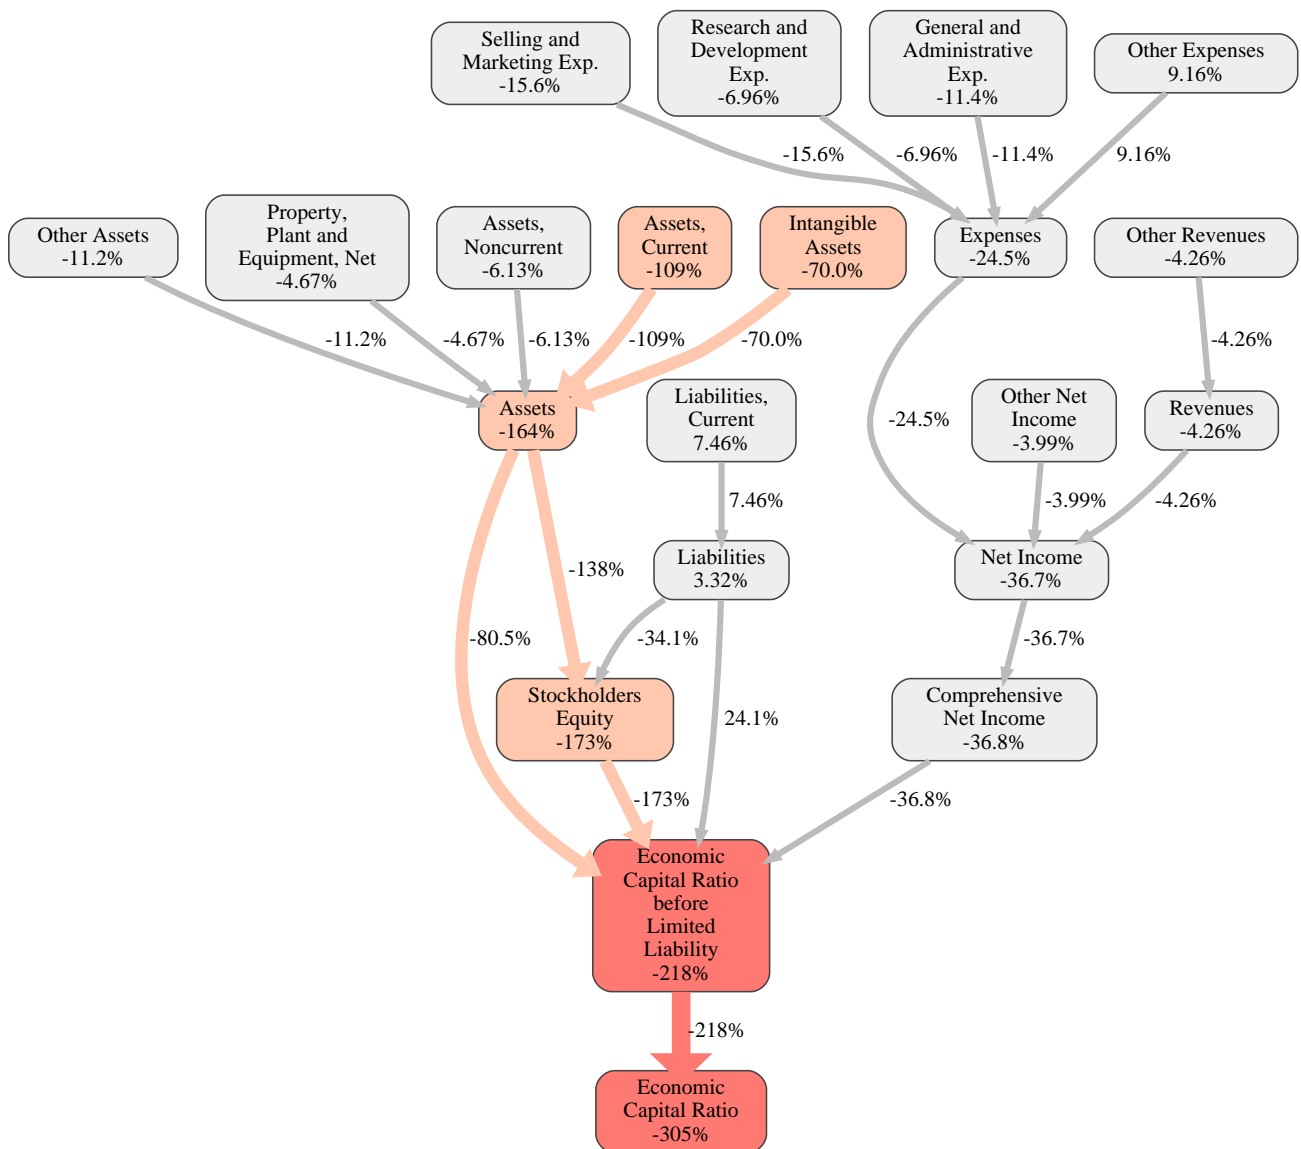 Selling and
Marketing Exp.
-15.6%
Research and
Development
Exp.
-6.96%
General and
Administrative
Exp.
-11.4%
Other Expenses
9.16%
-15.6%
-6.96%
-11.4%
9.16%
Other Assets
-11.2%
Property,
Plant and
Equipment, Net
-4.67%
Assets,
Noncurrent
-6.13%
Assets,
Current
-109%
Intangible
Assets
-70.0%
Expenses
-24.5%
Other Revenues
-4.26%
-11.2%
-4.67%
-6.13%
-109%
-70.0%
-4.26%
Assets
-164%
Liabilities,
Current
7.46%
-24.5%
Other Net
Income
-3.99%
Revenues
-4.26%
7.46%
-3.99%
-4.26%
-138%
Liabilities
3.32%
Net Income
-36.7%
-80.5%
-34.1%
-36.7%
Stockholders
Equity
-173%
24.1%
Comprehensive
Net Income
-36.8%
-173%
-36.8%
Economic
Capital Ratio
before
Limited
Liability
-218%
-218%
Economic
Capital Ratio
-305%